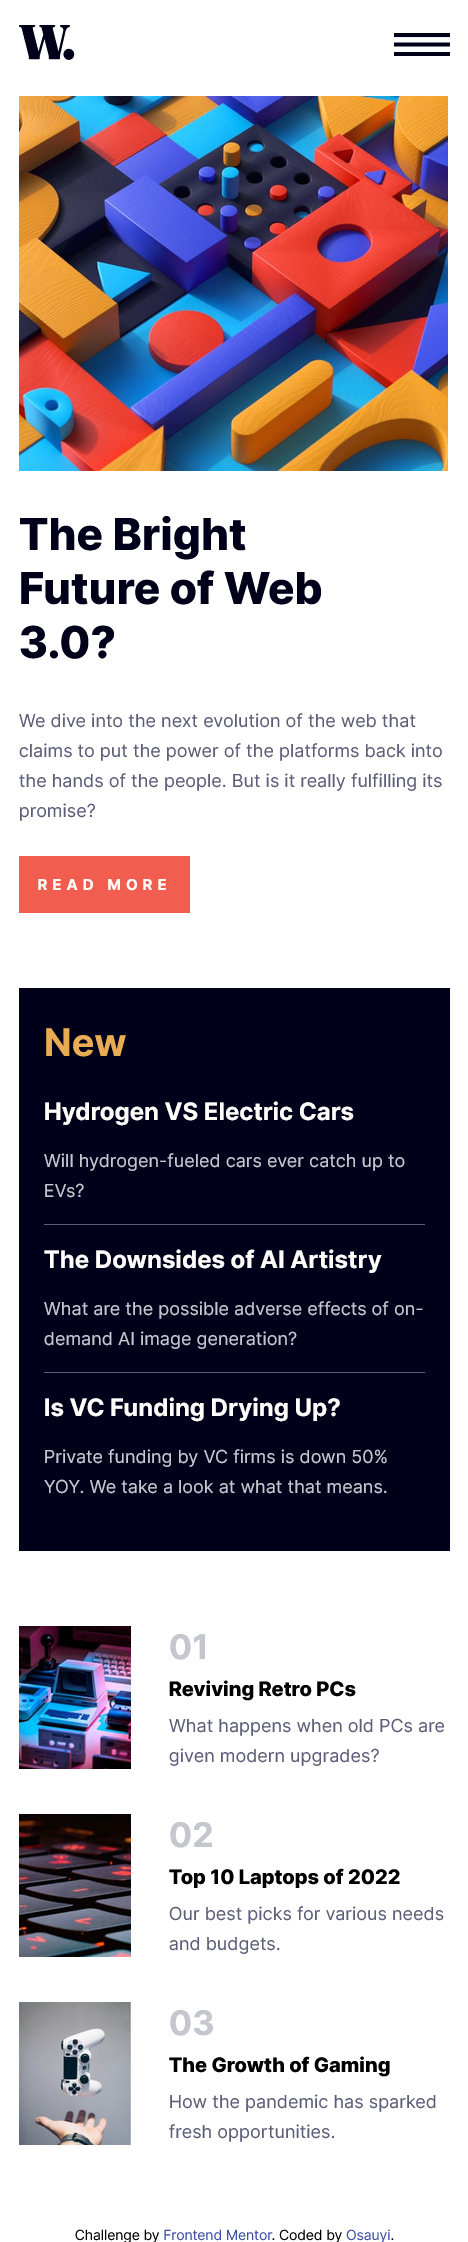 W.
The Bright
Future of Web
3.0?
We dive into the next evolution of the web that
claims to put the power of the platforms back into
the hands of the people. But is it really fulfilling its
promise?
READ MORE
New
Hydrogen VS Electric Cars
Will hydrogen-fueled cars ever catch up to
EVs?
The Downsides of AI Artistry
What are the possible adverse effects of on-
demand AI image generation?
Is VC Funding Drying Up?
Private funding by VC firms is down 50%
YOY. We take a look at what that means.
01
Reviving Retro PCs
What happens when old PCs are
given modern upgrades?
02
Top 10 Laptops of 2022
Our best picks for various needs
and budgets.
03
The Growth of Gaming
How the pandemic has sparked
fresh opportunities.
Challenge by Frontend Mentor. Coded by Osauyi.